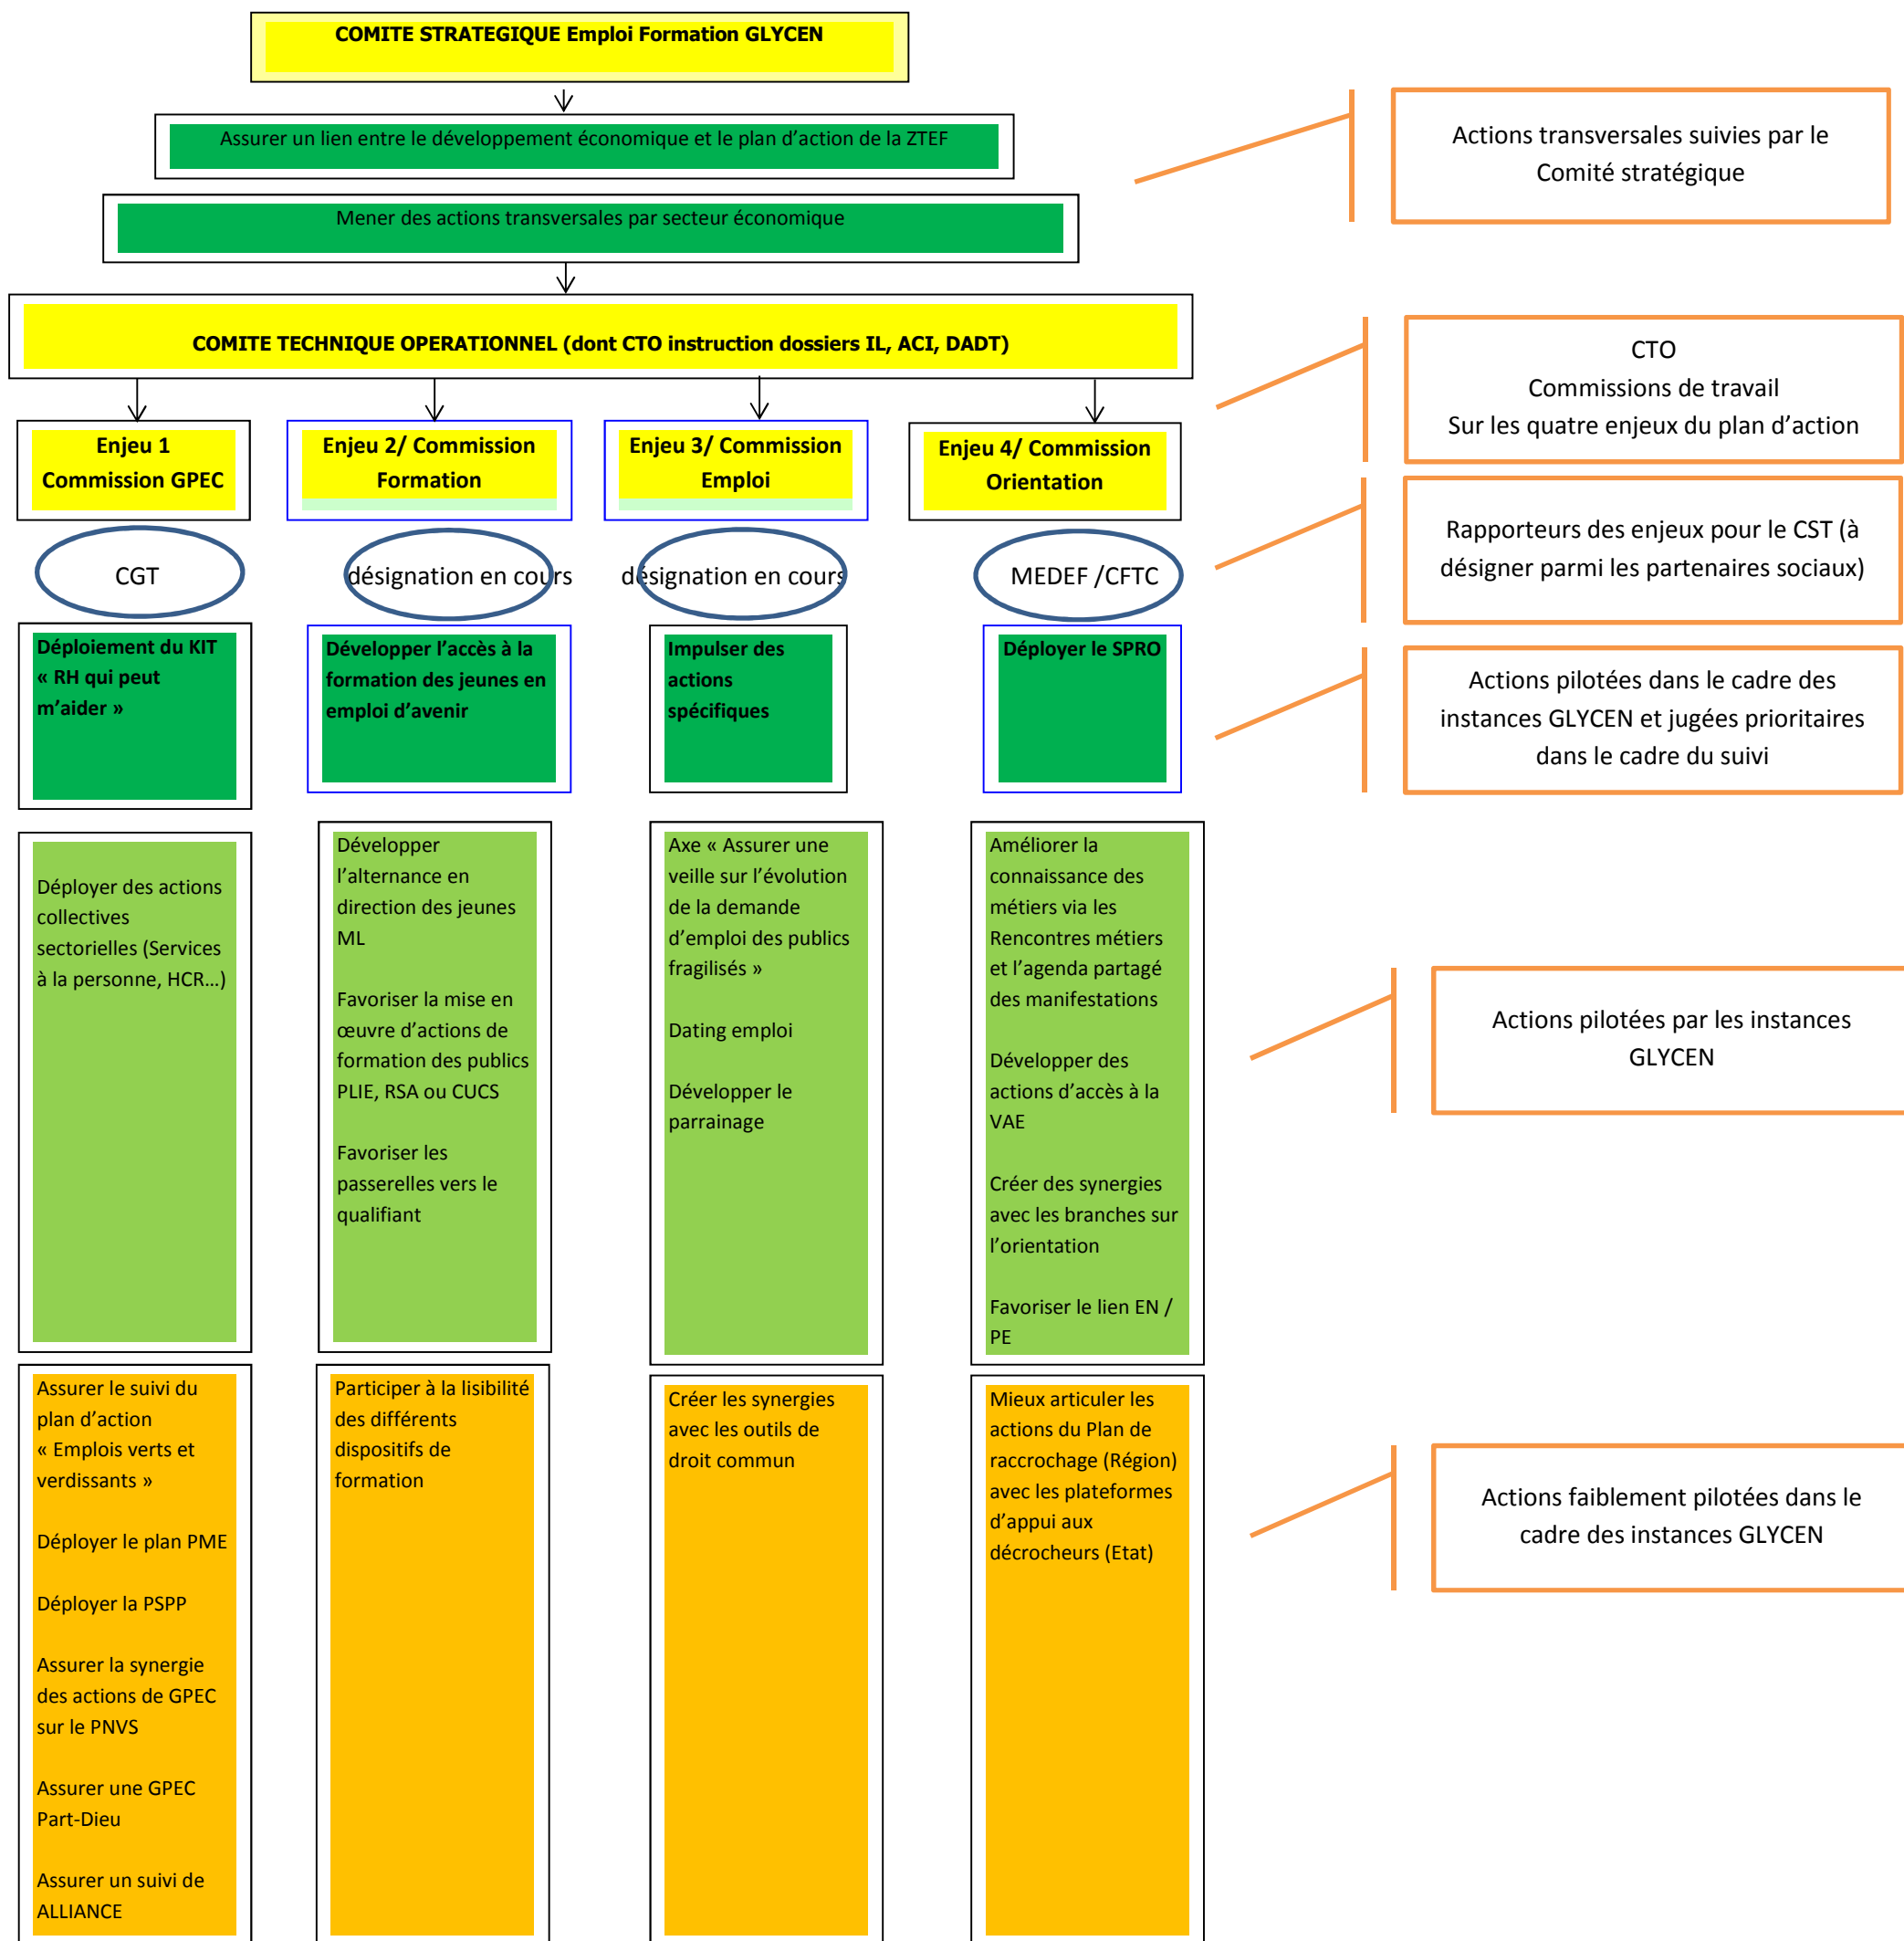 COMITE STRATEGIQUE Emploi Formation GLYCEN
Assurer un lien entre le développement économique et le plan d’action de la ZTEF
Mener des actions transversales par secteur économique
Actions transversales suivies par le
Comité stratégique
COMITE TECHNIQUE OPERATIONNEL (dont CTO instruction dossiers IL, ACI, DADT)
CTO
Commissions de travail
Sur les quatre enjeux du plan d’action
Enjeu 1
Commission GPEC
Enjeu 2/ Commission
Formation
Enjeu 3/ Commission
Emploi
Enjeu 4/ Commission
Orientation
CGT
désignation en cours
désignation en cours
MEDEF /CFTC
Rapporteurs des enjeux pour le CST (à
désigner parmi les partenaires sociaux)
Déploiement du KIT
« RH qui peut
m’aider »
Développer l’accès à la
formation des jeunes en
emploi d’avenir
Impulser des
actions
spécifiques
Déployer le SPRO
Actions pilotées dans le cadre des
instances GLYCEN et jugées prioritaires
dans le cadre du suivi
Déployer des actions
collectives
sectorielles (Services
à la personne, HCR…)
Développer
l’alternance en
direction des jeunes
ML
Favoriser la mise en
œuvre d’actions de
formation des publics
PLIE, RSA ou CUCS
Favoriser les
passerelles vers le
qualifiant
Axe « Assurer une
veille sur l’évolution
de la demande
d’emploi des publics
fragilisés »
Dating emploi
Développer le
parrainage
Améliorer la
connaissance des
métiers via les
Rencontres métiers
et l’agenda partagé
des manifestations
Développer des
actions d’accès à la
VAE
Créer des synergies
avec les branches sur
l’orientation
Favoriser le lien EN /
PE
Actions pilotées par les instances
GLYCEN
Assurer le suivi du
plan d’action
« Emplois verts et
verdissants »
Déployer le plan PME
Déployer la PSPP
Assurer la synergie
des actions de GPEC
sur le PNVS
Assurer une GPEC
Part-Dieu
Assurer un suivi de
ALLIANCE
Participer à la lisibilité
des différents
dispositifs de
formation
Créer les synergies
avec les outils de
droit commun
Mieux articuler les
actions du Plan de
raccrochage (Région)
avec les plateformes
d’appui aux
décrocheurs (Etat)
Actions faiblement pilotées dans le
cadre des instances GLYCEN